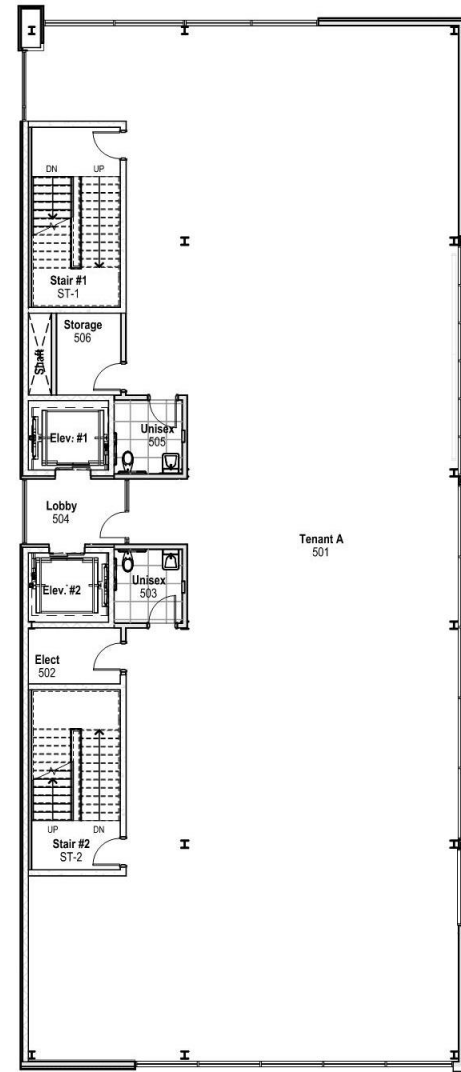 DN UP
Stair #1
ST-1
Storage
506
Shaft
Elev. #1
Unisex
505
Lobby
504
Tenant A
501
Elev. #2
Unisex
503
Elect
502
UP DN
Stair #2
ST-2